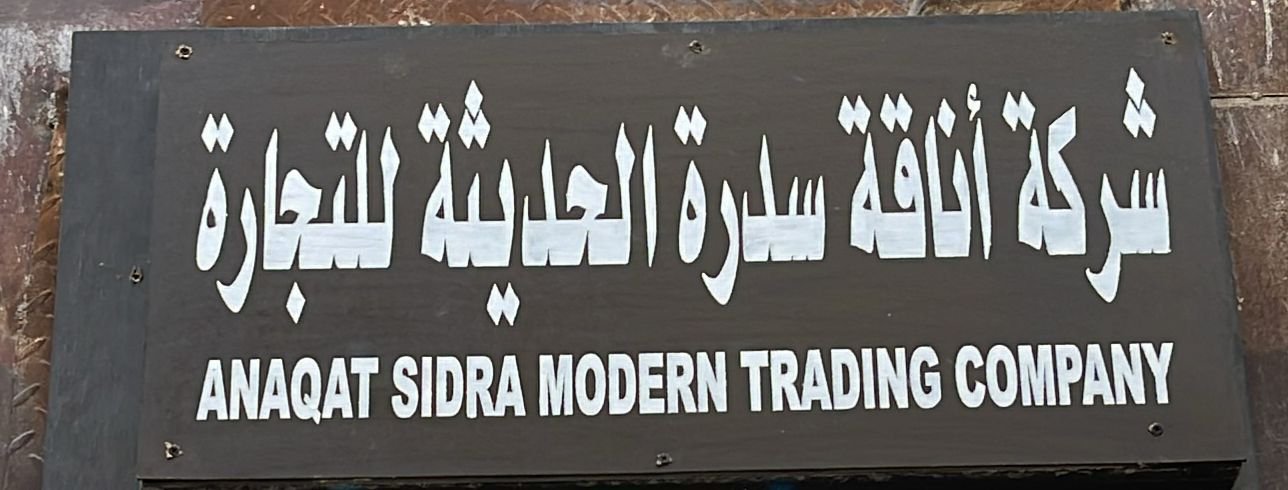 شركة أناقة سدرة الحديثة للتجارة
ANAQAT SIDRA MODERN TRADING COMPANY